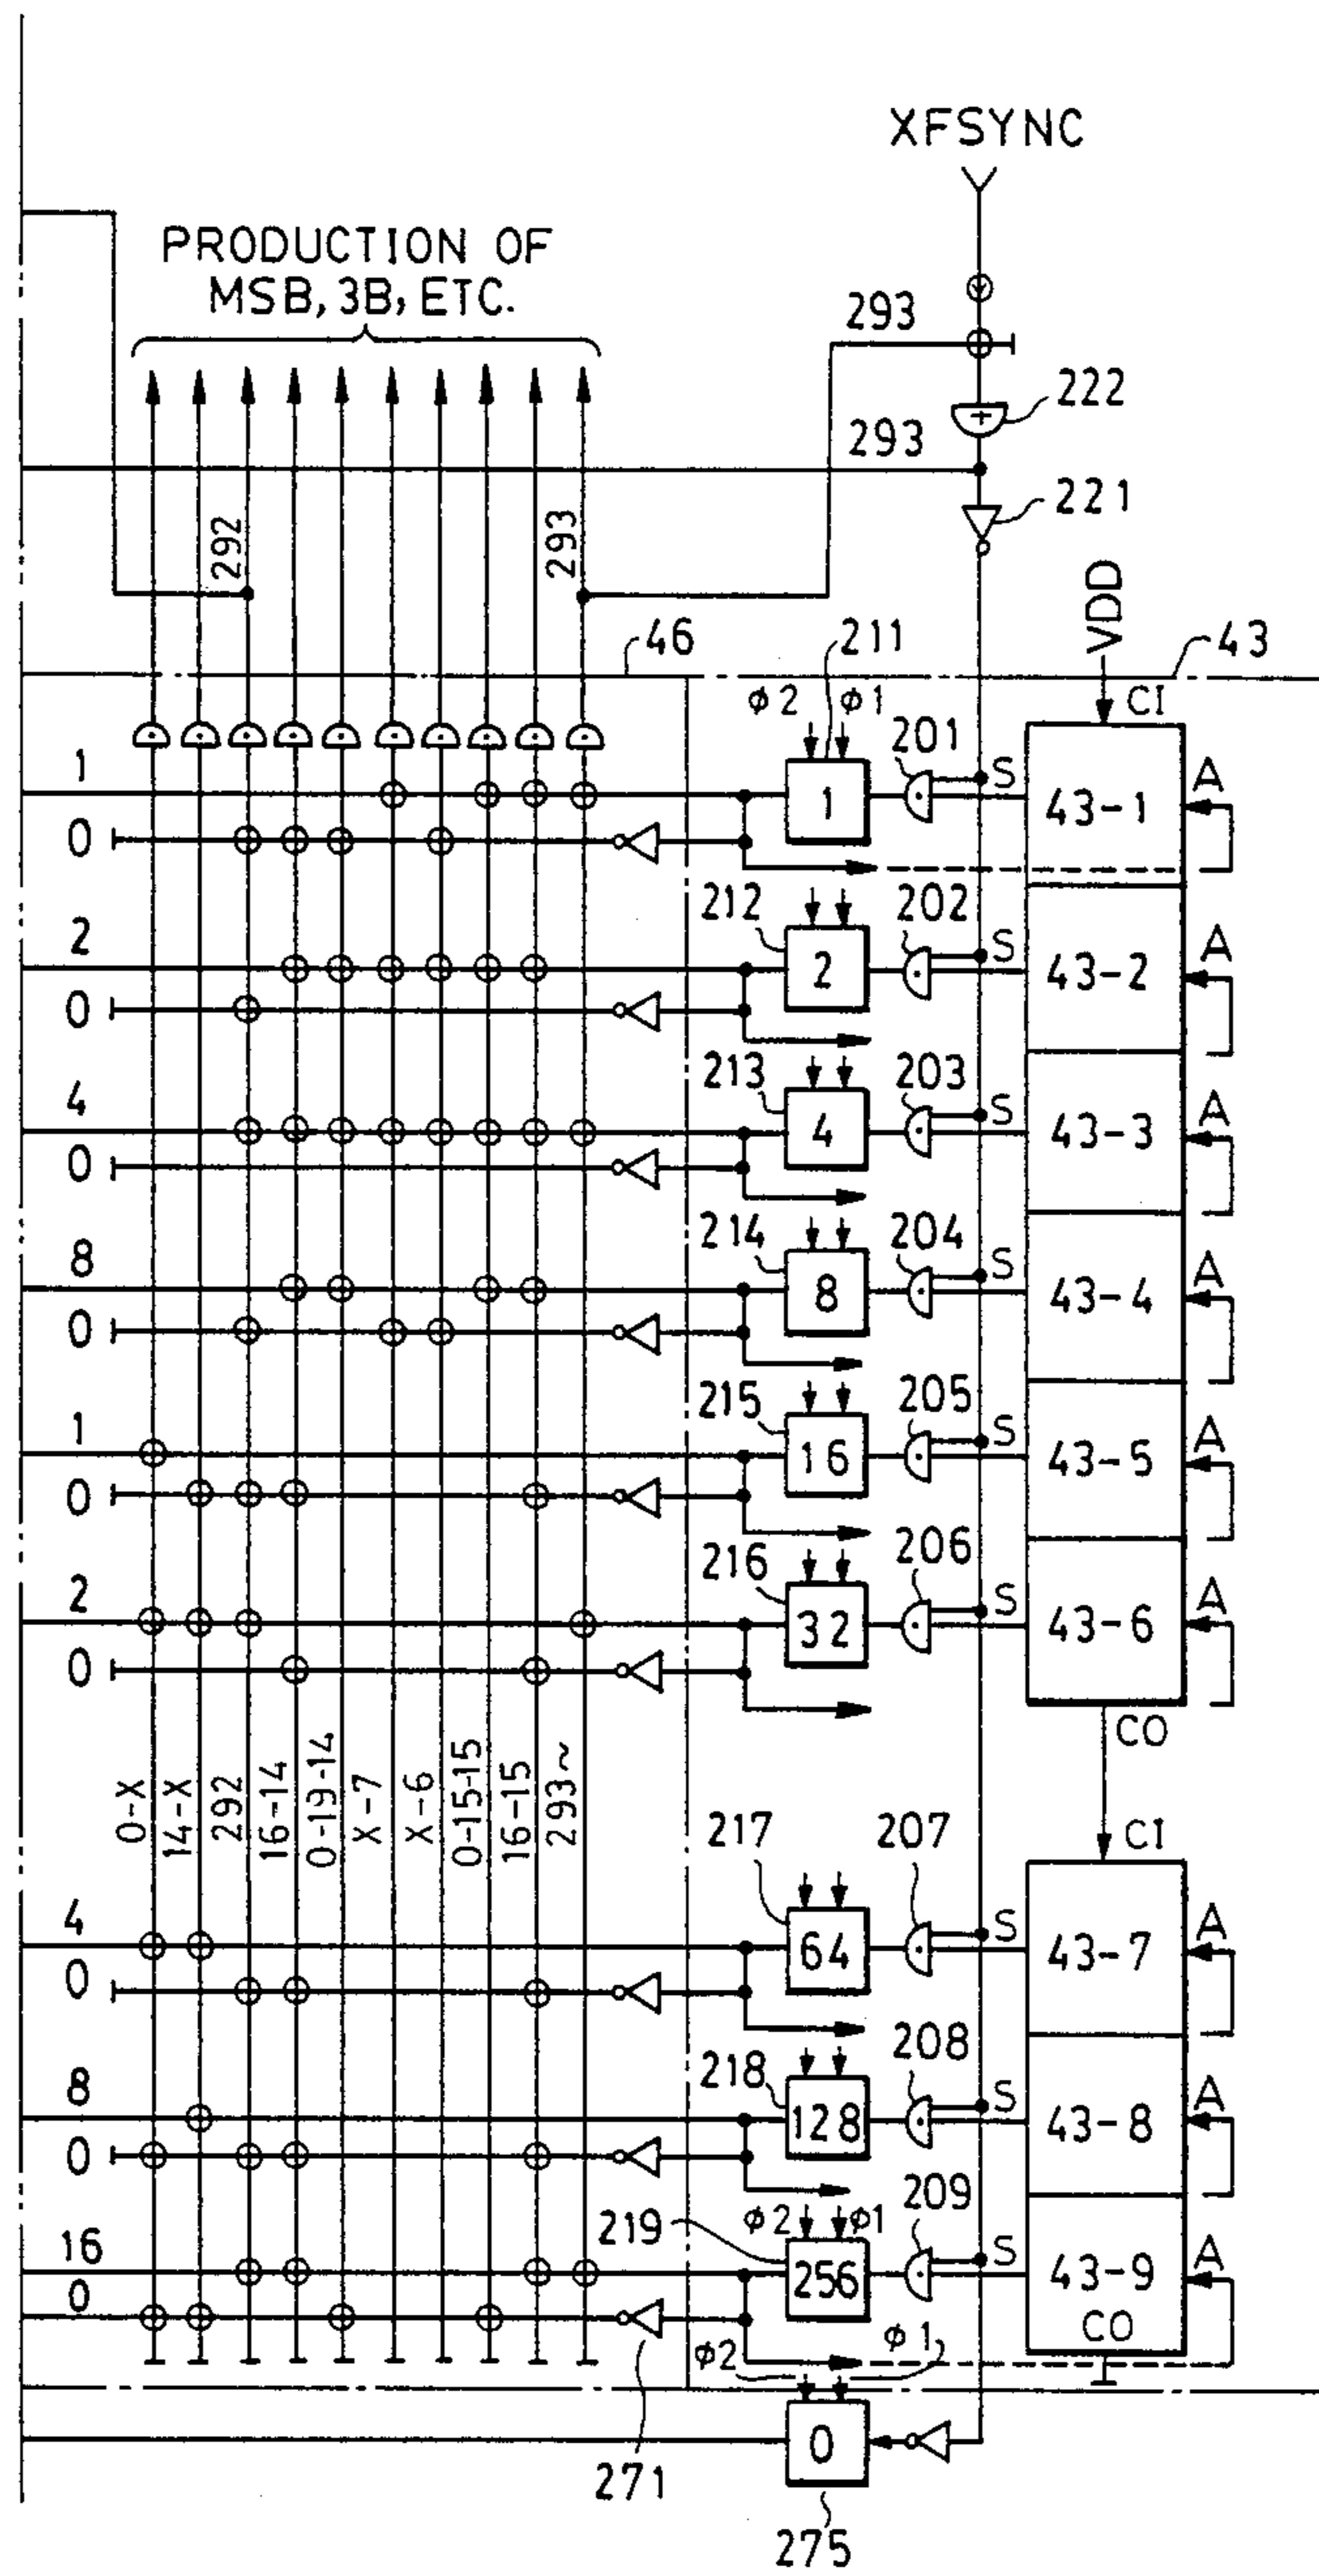 XFSYNC
PRODUCTION OF
MSB, 3B, ETC.
293
222
293
221
292
293
VDD
46
211
43
φ2 φ1
CI
201
1
1
S
43-1
A
0
212
202
2
2
S
43-2
A
0
213
203
4
4
S
43-3
A
0
214
204
8
8
S
43-4
A
0
215
205
1
16
S
43-5
A
0
216
206
2
32
S
43-6
A
0
CO
0-X
14-X
292
16-14
0-19-14
X-7
X-6
0-15-15
16-15
293~
217
207
CI
4
64
S
43-7
A
0
218
208
8
128
S
43-8
A
0
219
φ2 φ1
209
16
256
S
43-9
A
0
CO
φ2
φ1
0
271
275